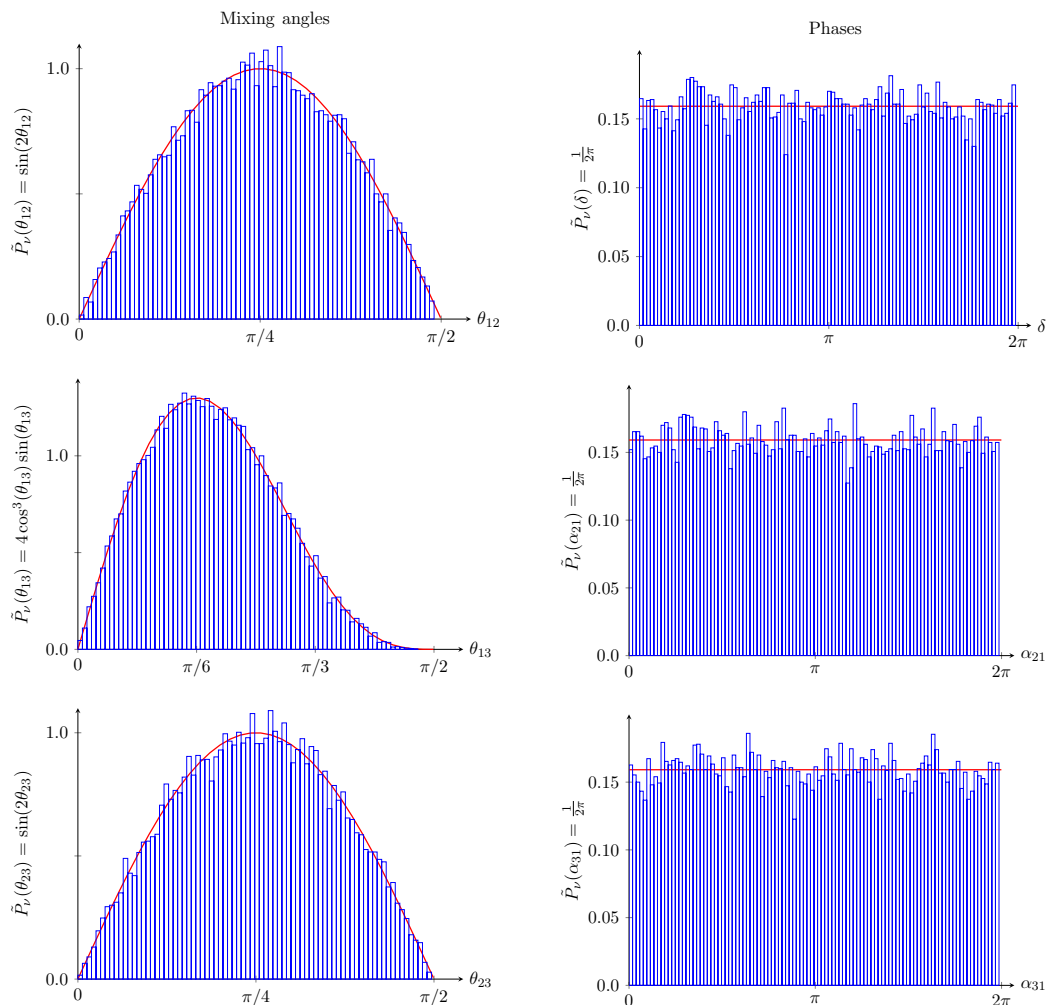 Mixing angles
P̃ν(θ12) = sin(2θ12)
1.0
0.0
0
π/4
π/2
θ12
Phases
P̃ν(δ) = 1/2π
0.15
0.10
0.05
0.0
0
π
2π
δ
P̃ν(θ13) = 4 cos³(θ13) sin(θ13)
1.0
0.0
0
π/6
π/3
π/2
θ13
P̃ν(α21) = 1/2π
0.15
0.10
0.05
0.0
0
π
2π
α21
P̃ν(θ23) = sin(2θ23)
1.0
0.0
0
π/4
π/2
θ23
P̃ν(α31) = 1/2π
0.15
0.10
0.05
0.0
0
π
2π
α31